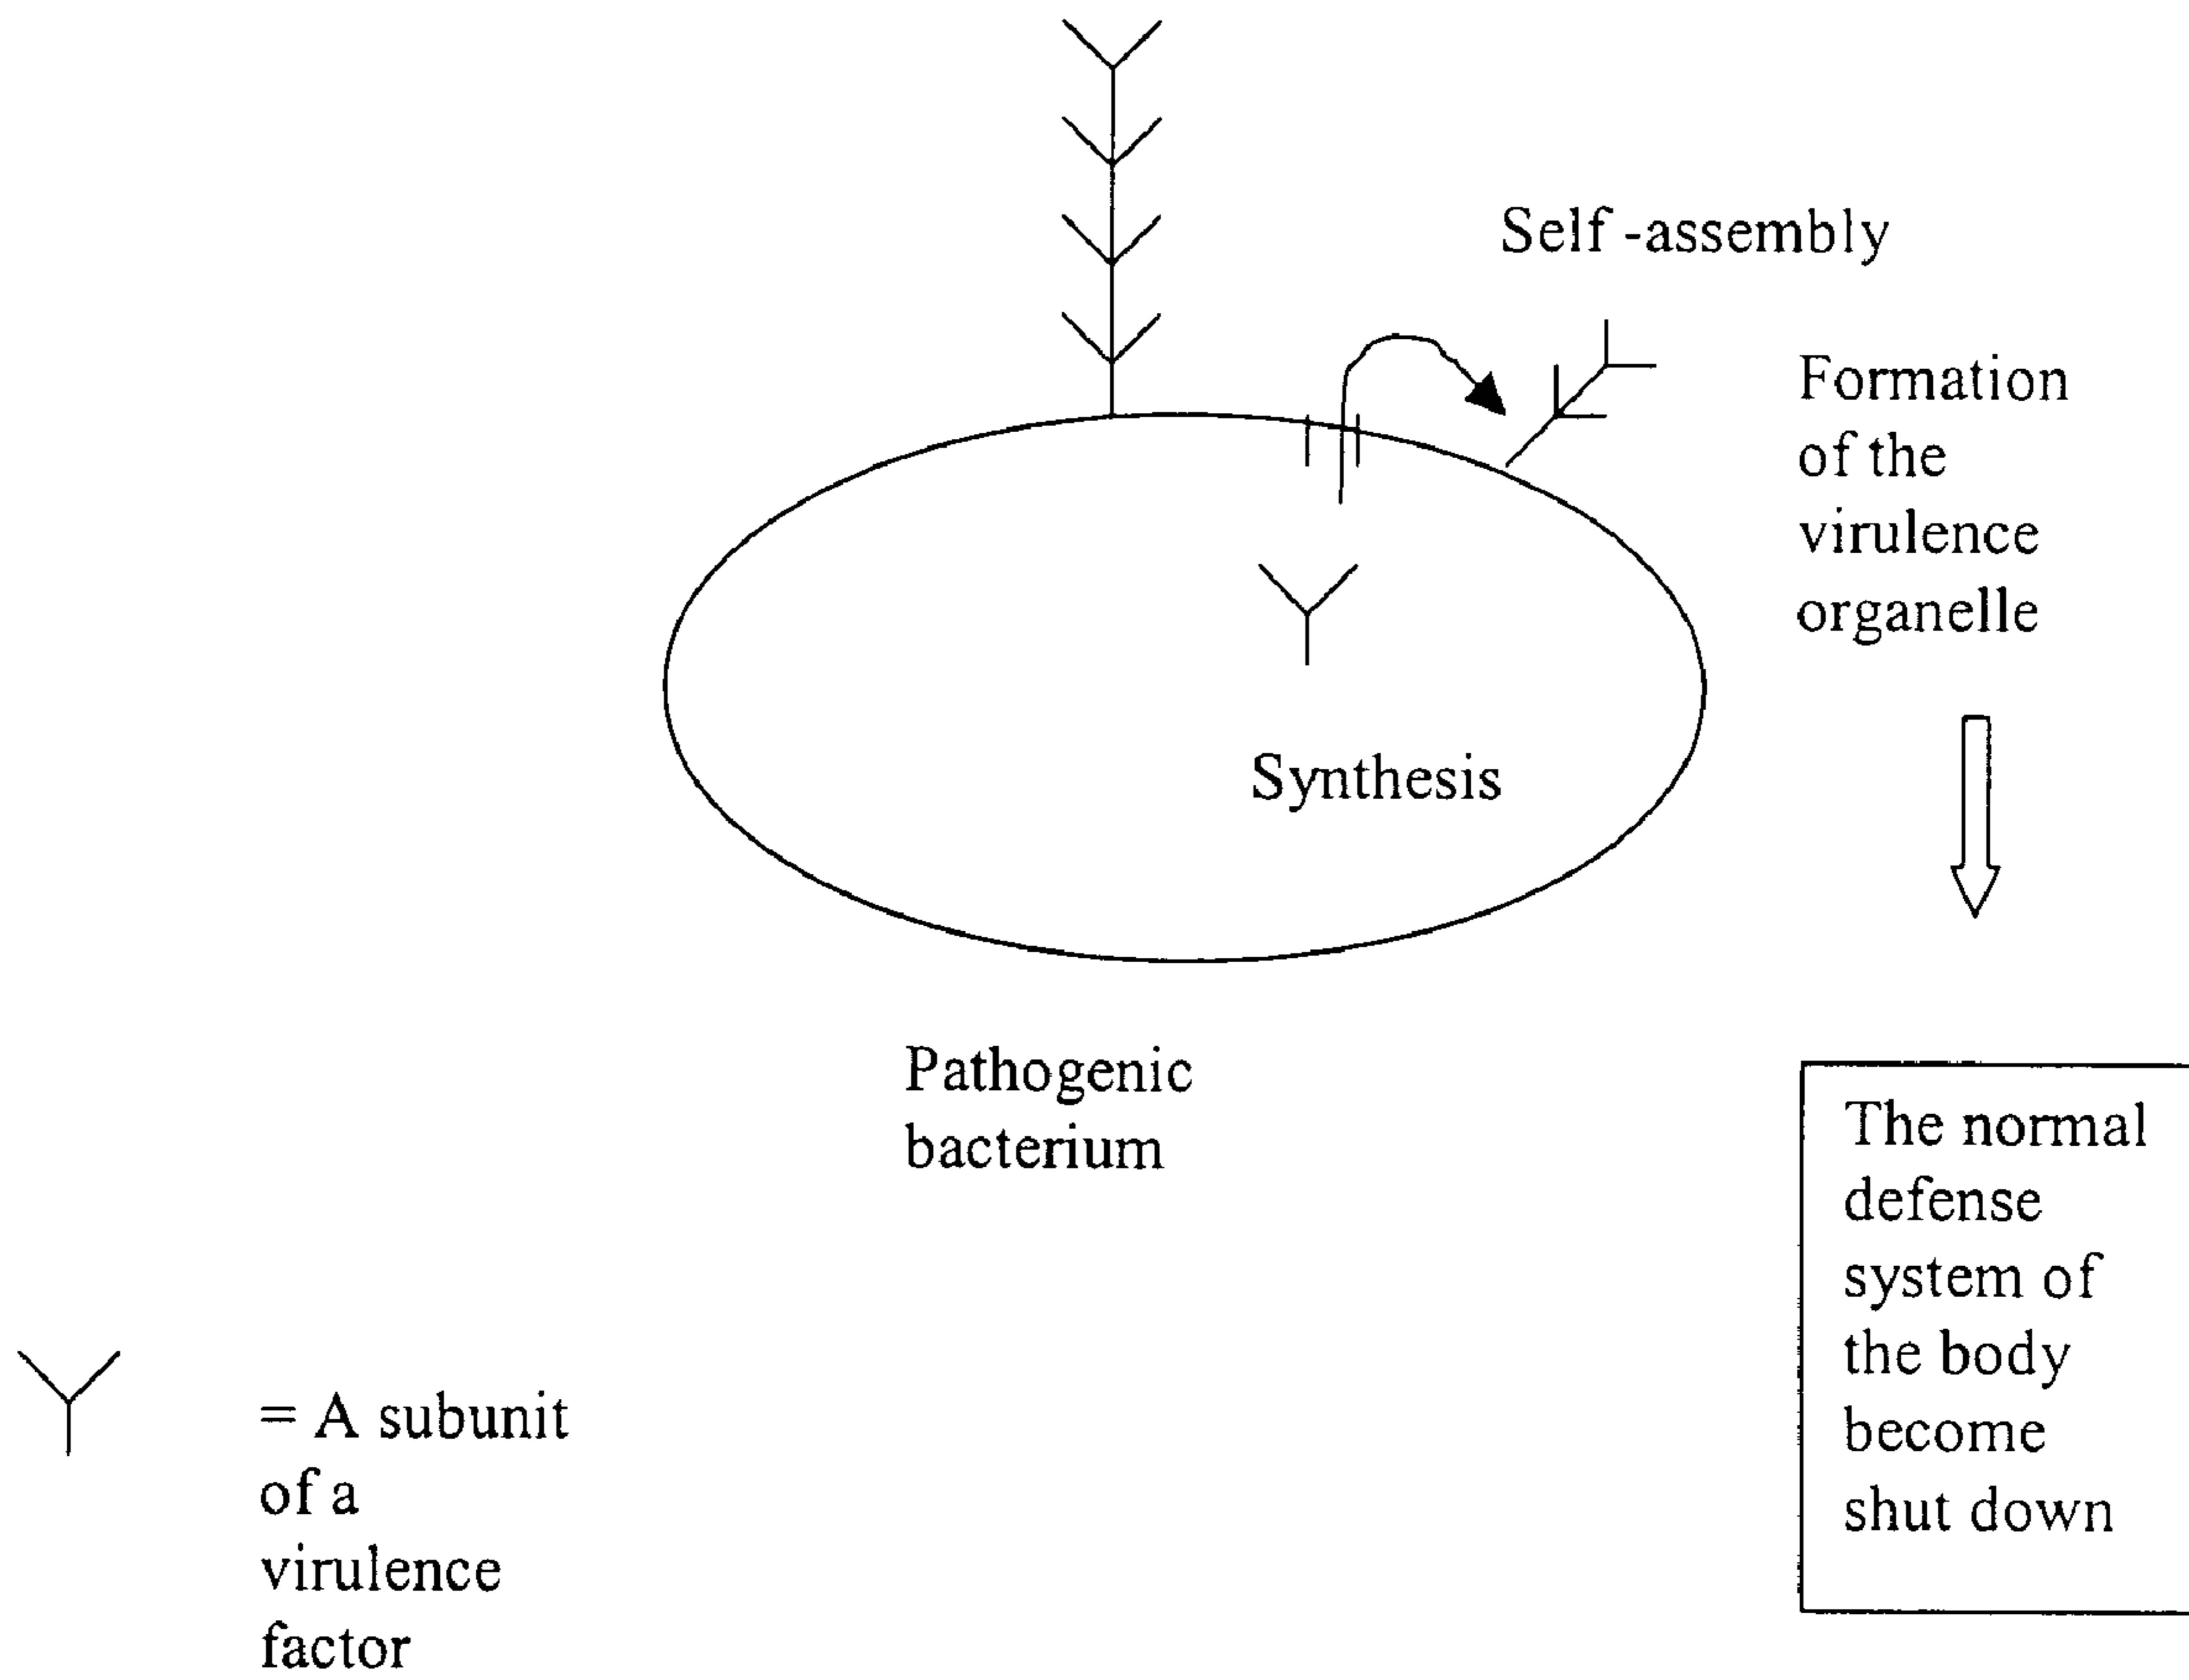 Self -assembly
Formation
of the
virulence
organelle
Synthesis
Pathogenic
bacterium
The normal
defense
system of
the body
become
shut down
= A subunit
of a
virulence
factor